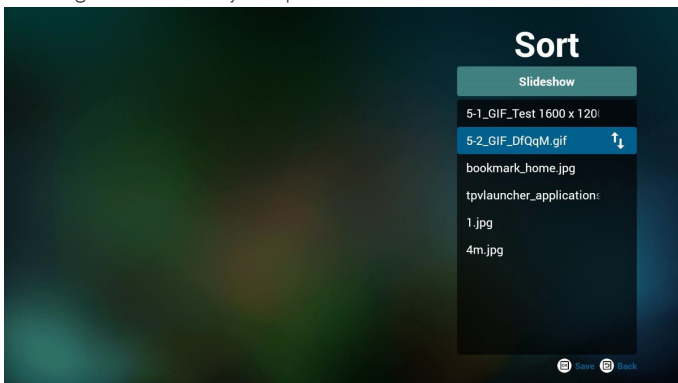 Sort
Slideshow
5-1_GIF_Test 1600 x 120
5-2_GIF_DfQqM.gif
bookmark_home.jpg
tpvlauncher_application
1.jpg
4m.jpg
Save Back